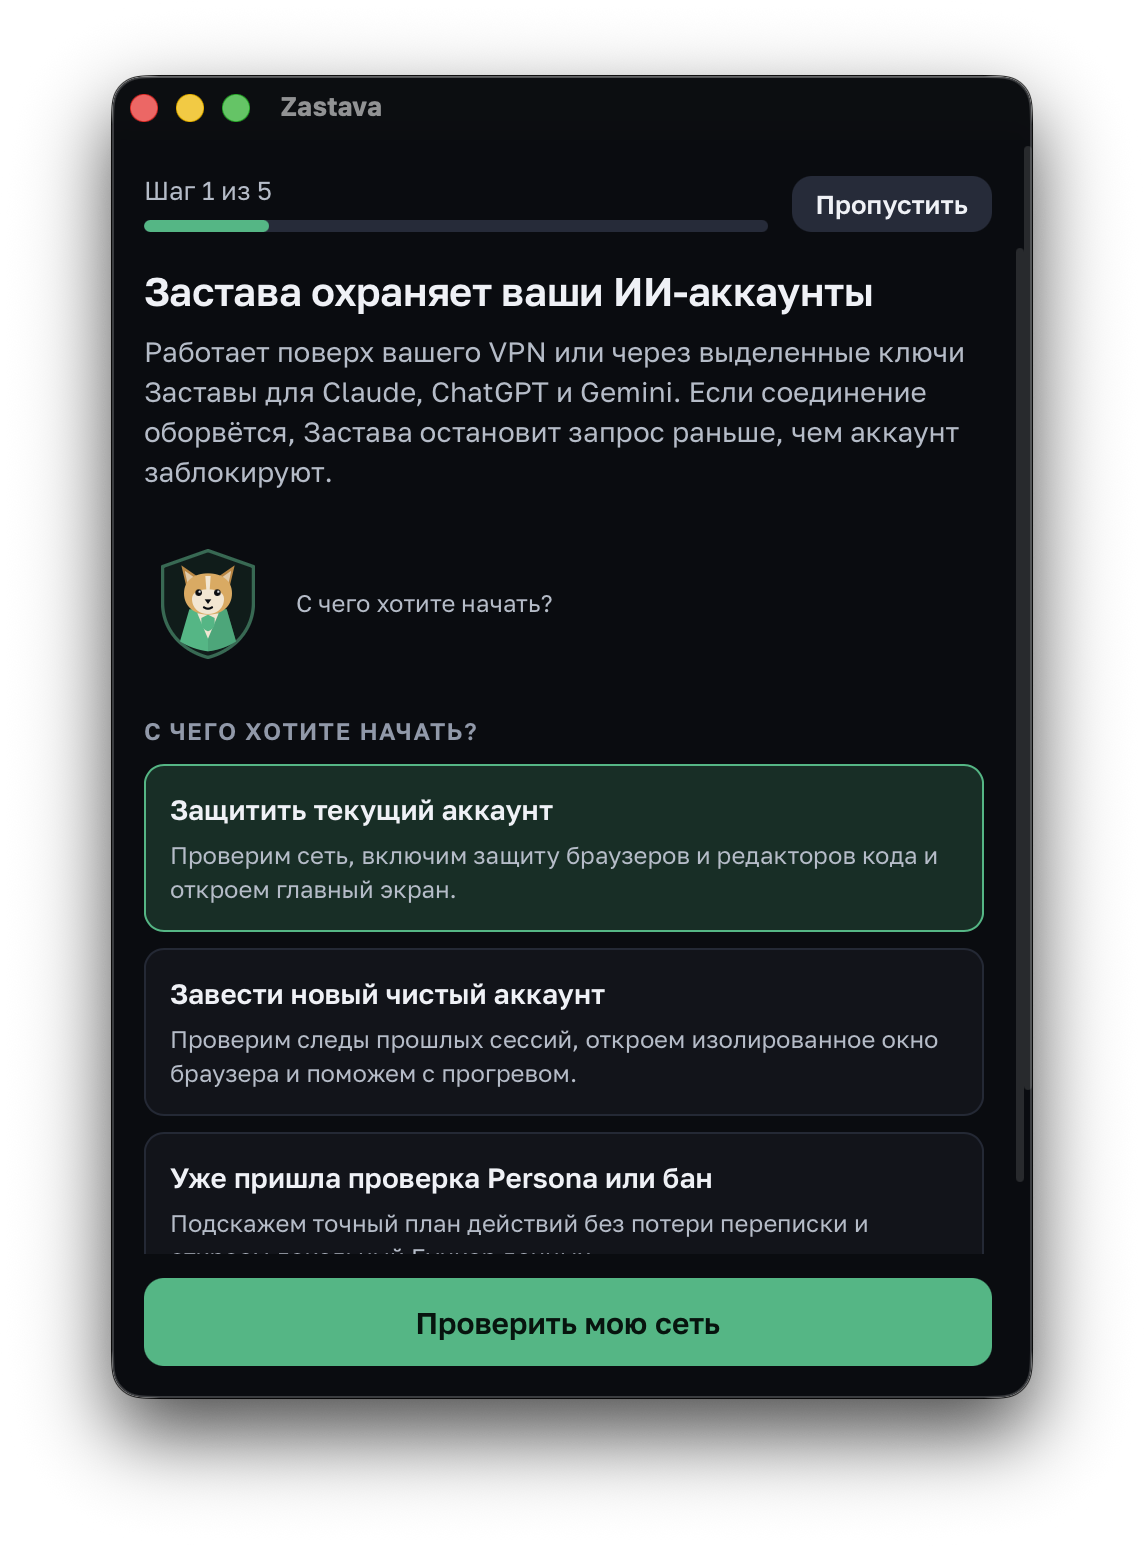 Zastava
Шаг 1 из 5
Пропустить
Застава охраняет ваши ИИ-аккаунты
Работает поверх вашего VPN или через выделенные ключи
Заставы для Claude, ChatGPT и Gemini. Если соединение
оборвётся, Застава остановит запрос раньше, чем аккаунт
заблокируют.
С чего хотите начать?
С ЧЕГО ХОТИТЕ НАЧАТЬ?
Защитить текущий аккаунт
Проверим сеть, включим защиту браузеров и редакторов кода и
откроем главный экран.
Завести новый чистый аккаунт
Проверим следы прошлых сессий, откроем изолированное окно
браузера и поможем с прогревом.
Уже пришла проверка Persona или бан
Подскажем точный план действий без потери переписки и
Проверить мою сеть